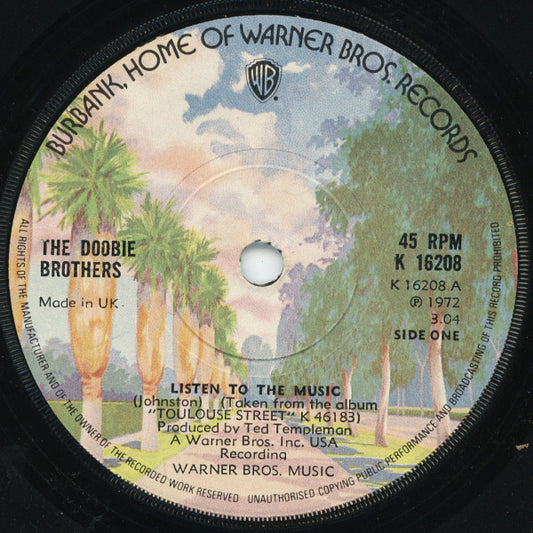 BURBANK, HOME OF WARNER BROS. RECORDS
WB
THE DOOBIE
BROTHERS
Made in UK.
45 RPM
K 16208
K 16208 A
Ⓟ 1972
3.04
SIDE ONE
LISTEN TO THE MUSIC
(Johnston) (Taken from the album
"TOULOUSE STREET" K 46183)
Produced by Ted Templeman
A Warner Bros. Inc. USA
Recording
WARNER BROS. MUSIC
ALL RIGHTS OF THE MANUFACTURER AND OF THE OWNER OF THE RECORDED WORK RESERVED UNAUTHORISED COPYING PUBLIC PERFORMANCE AND BROADCASTING OF THIS RECORD PROHIBITED